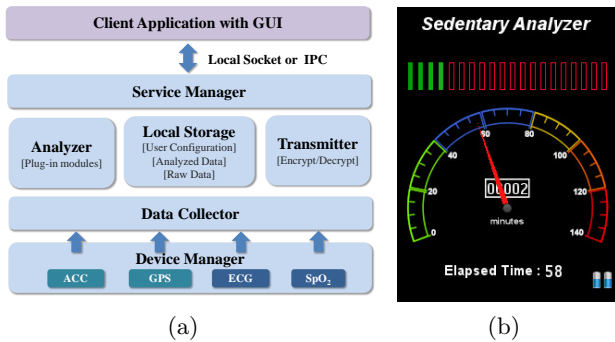 Client Application with GUI
Local Socket or IPC
Service Manager
Analyzer
[Plug-in modules]
Local Storage
[User Configuration]
[Analyzed Data]
[Raw Data]
Transmitter
[Encrypt/Decrypt]
Data Collector
Device Manager
ACC
GPS
ECG
SpO₂
(a)
Sedentary Analyzer
0
20
40
60
80
100
120
140
00002
minutes
Elapsed Time : 58
(b)